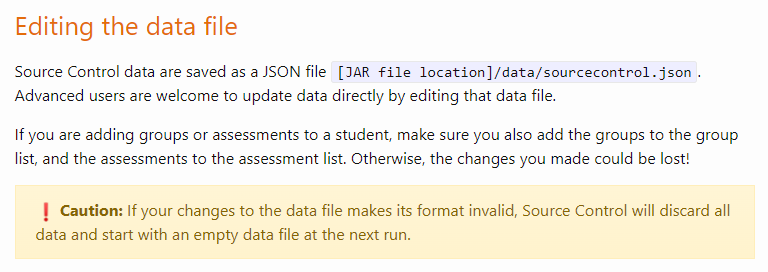 Editing the data file
Source Control data are saved as a JSON file [JAR file location]/data/sourcecontrol.json.
Advanced users are welcome to update data directly by editing that data file.
If you are adding groups or assessments to a student, make sure you also add the groups to the group
list, and the assessments to the assessment list. Otherwise, the changes you made could be lost!
❗ Caution: If your changes to the data file makes its format invalid, Source Control will discard all
data and start with an empty data file at the next run.